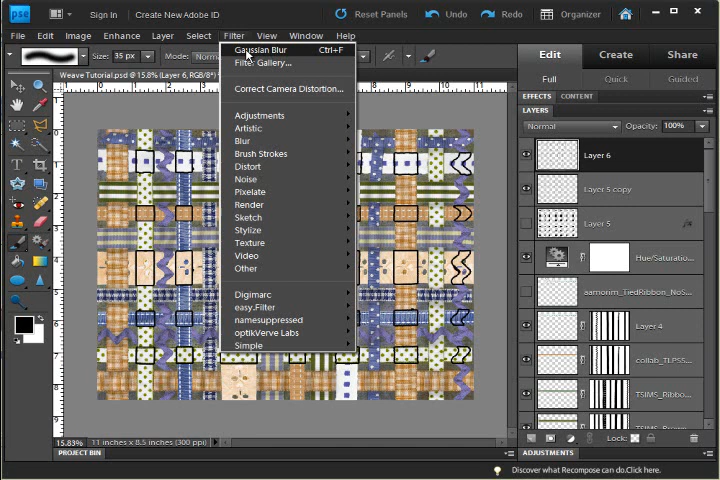 pse Sign In Create New Adobe ID Reset Panels Undo Redo Organizer
File Edit Image Enhance Layer Select Filter View Window Help
Size: 35 px Mode: Norm
Edit Create Share
Full Quick Guided
Weave Tutorial.psd @ 15.8% (Layer 6, RGB/8*)
Gaussian Blur Ctrl+F
Filter Gallery...
Correct Camera Distortion...
Adjustments
Artistic
Blur
Brush Strokes
Distort
Noise
Pixelate
Render
Sketch
Stylize
Texture
Video
Other
Digimarc
easy.Filter
namesuppressed
optikVerve Labs
Simple
EFFECTS CONTENT
LAYERS
Normal Opacity: 100%
Layer 6
Layer 5 copy
Layer 5 fx
Hue/Saturatio...
aamorim_TiedRibbon_NoS...
Layer 4
collab_TLPS5...
TSIMS_Ribbo...
Lock:
15.83% 11 inches x 8.5 inches (300 ppi)
PROJECT BIN
ADJUSTMENTS
Discover what Recompose can do.Click here.